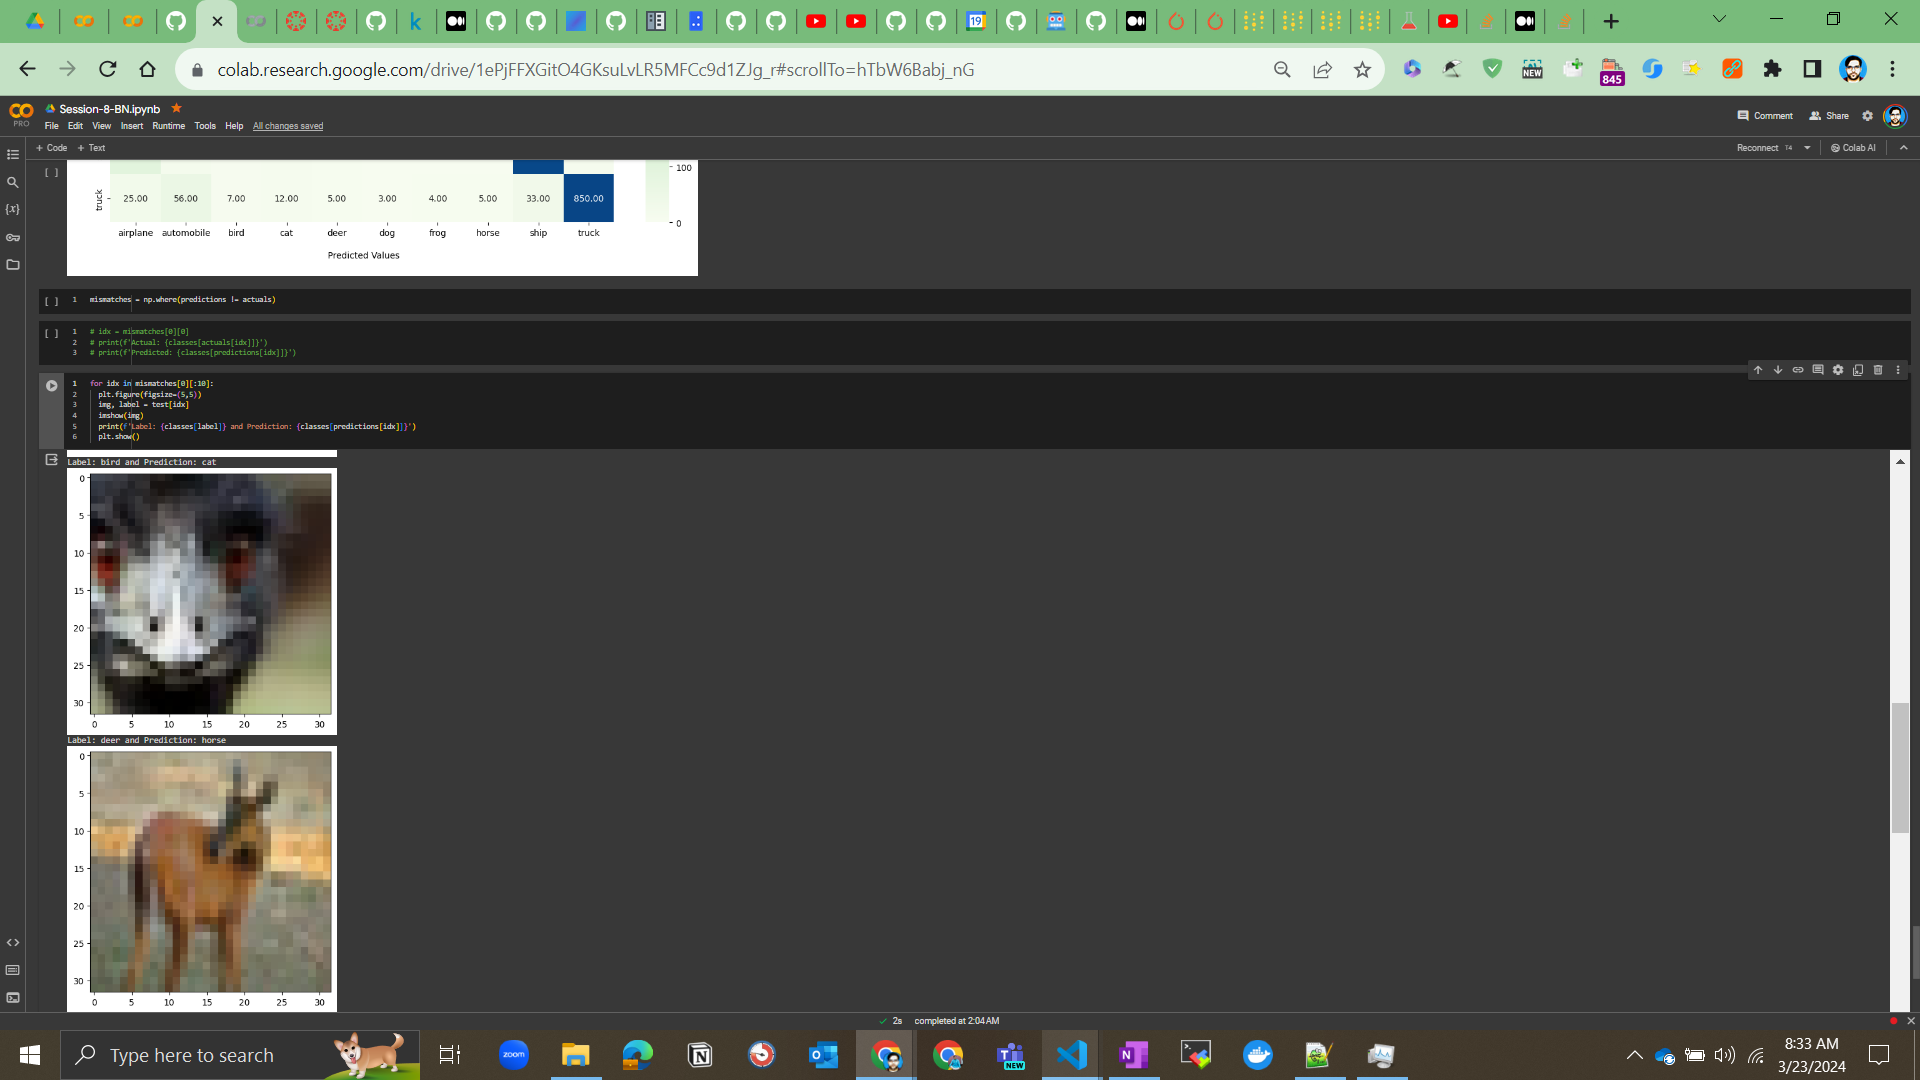 colab.research.google.com/drive/1ePjFFXGitO4GKsuLvLR5MFCc9d1ZJg_r#scrollTo=hTbW6Babj_nG
NEW
845
PRO
Session-8-BN.ipynb
File Edit View Insert Runtime Tools Help All changes saved
Comment Share
+ Code + Text
Reconnect T4 Colab AI
[ ]
100
truck
25.00 56.00 7.00 12.00 5.00 3.00 4.00 5.00 33.00 850.00
0
airplane automobile bird cat deer dog frog horse ship truck
Predicted Values
[ ] 1 mismatches = np.where(predictions != actuals)
[ ] 1 # idx = mismatches[0][0]
2 # print(f'Actual: {classes[actuals[idx]]}')
3 # print(f'Predicted: {classes[predictions[idx]]}')
1 for idx in mismatches[0][:10]:
2 plt.figure(figsize=(5,5))
3 img, label = test[idx]
4 imshow(img)
5 print(f'Label: {classes[label]} and Prediction: {classes[predictions[idx]]}')
6 plt.show()
Label: bird and Prediction: cat
0
5
10
15
20
25
30
0 5 10 15 20 25 30
Label: deer and Prediction: horse
0
5
10
15
20
25
30
0 5 10 15 20 25 30
2s completed at 2:04 AM
Type here to search
zoom
NEW
8:33 AM
3/23/2024